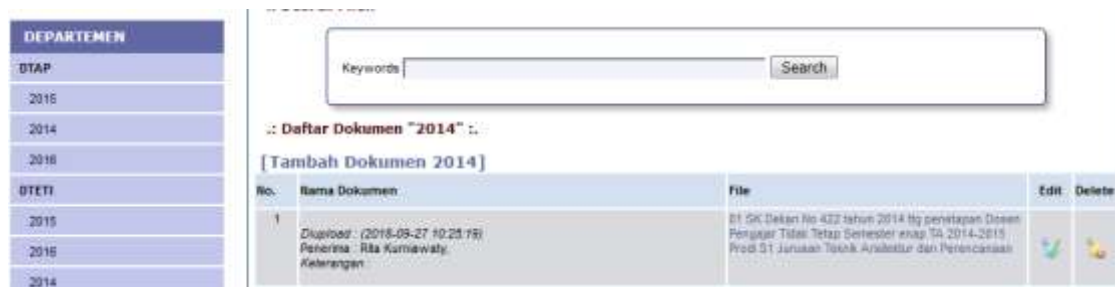 DEPARTEMEN
DTAP
2015
2014
2016
DTETI
2015
2016
2014
Keywords Search
.: Daftar Dokumen "2014" :.
[Tambah Dokumen 2014]
No. Nama Dokumen File Edit Delete
1
Diupload : (2016-09-27 10:25:19)
Penerima : Rita Kurniawaty,
Keterangan :
01 SK Dekan No 422 tahun 2014 ttg penetapan Dosen
Pengajar Tidak Tetap Semester TA 2014-2015
Prodi S1 Jurusan Teknik Arsitektur dan Perencanaan